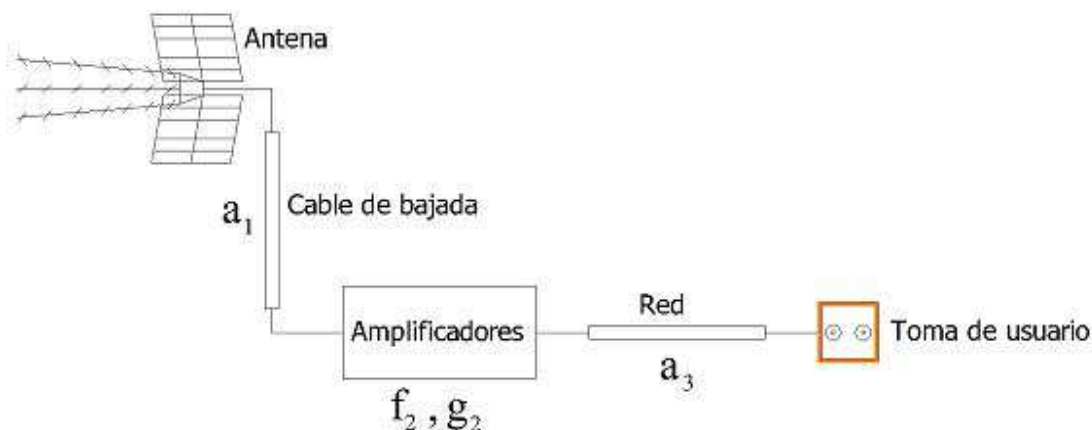 Antena
Cable de bajada
a₁
Red
Amplificadores
Toma de usuario
a₃
f₂ , g₂